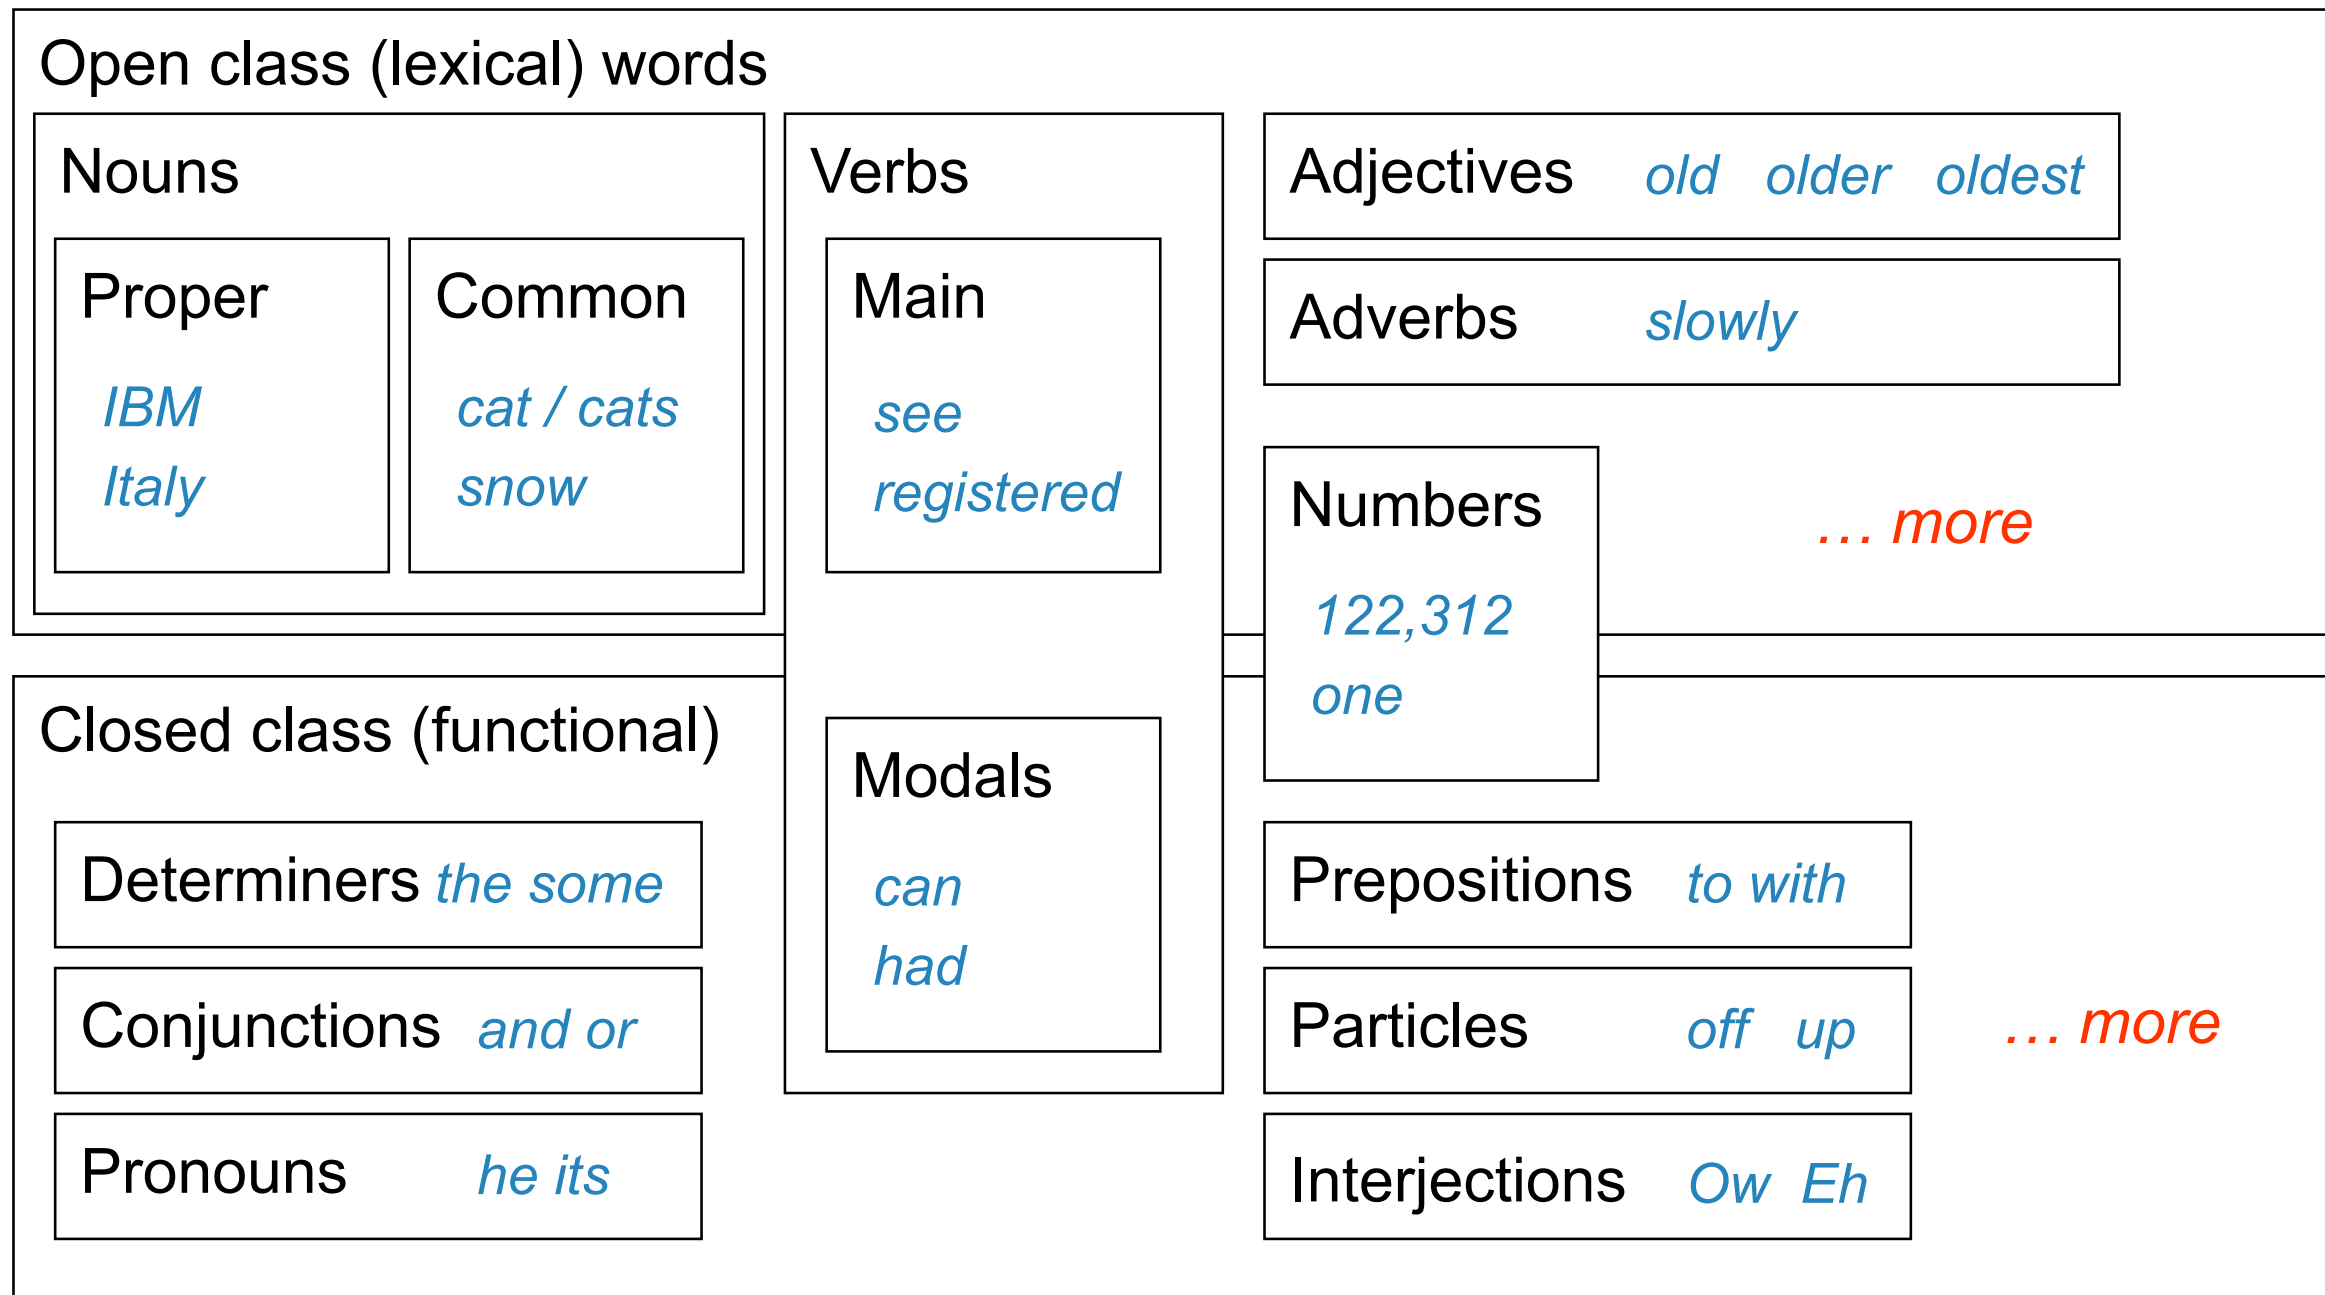 Open class (lexical) words
Nouns
Proper
IBM
Italy
Common
cat / cats
snow
Verbs
Main
see
registered
Adjectives old older oldest
Adverbs slowly
Numbers
122,312
one
… more
Closed class (functional)
Modals
can
had
Determiners the some
Conjunctions and or
Pronouns he its
Prepositions to with
Particles off up
Interjections Ow Eh
… more